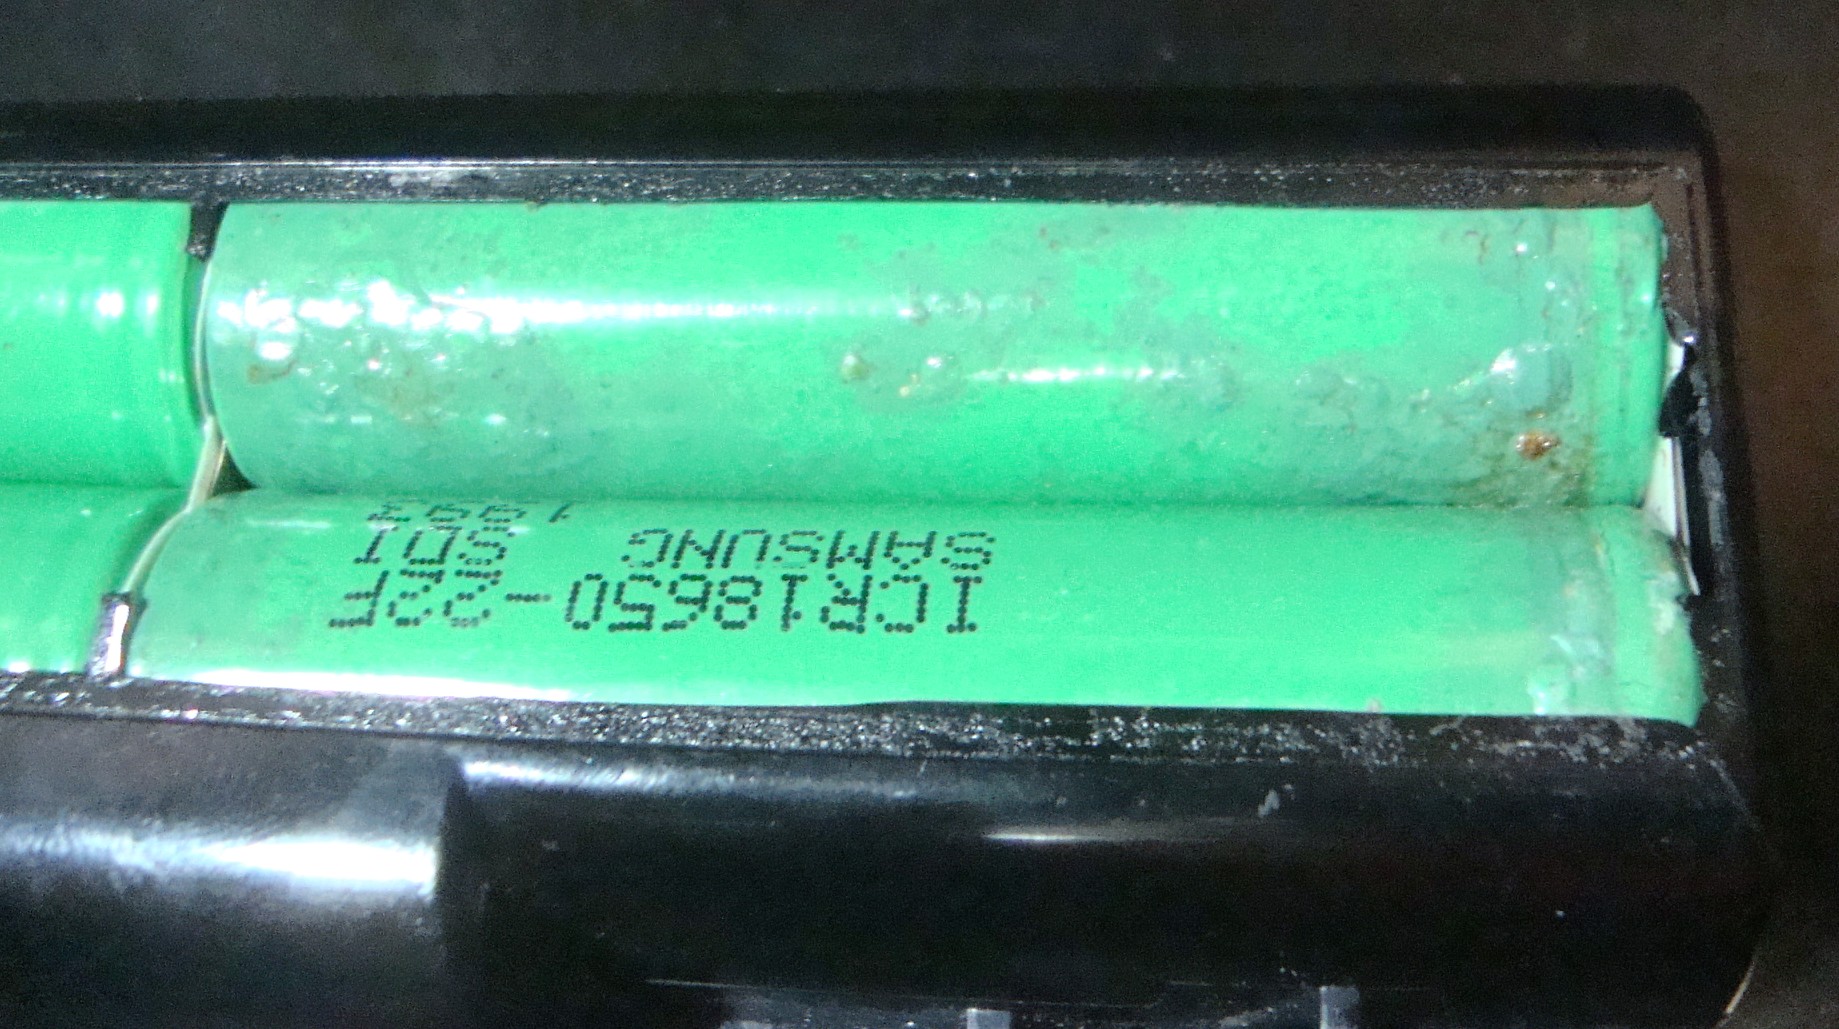 ICR18650-22F
SAMSUNG SDI